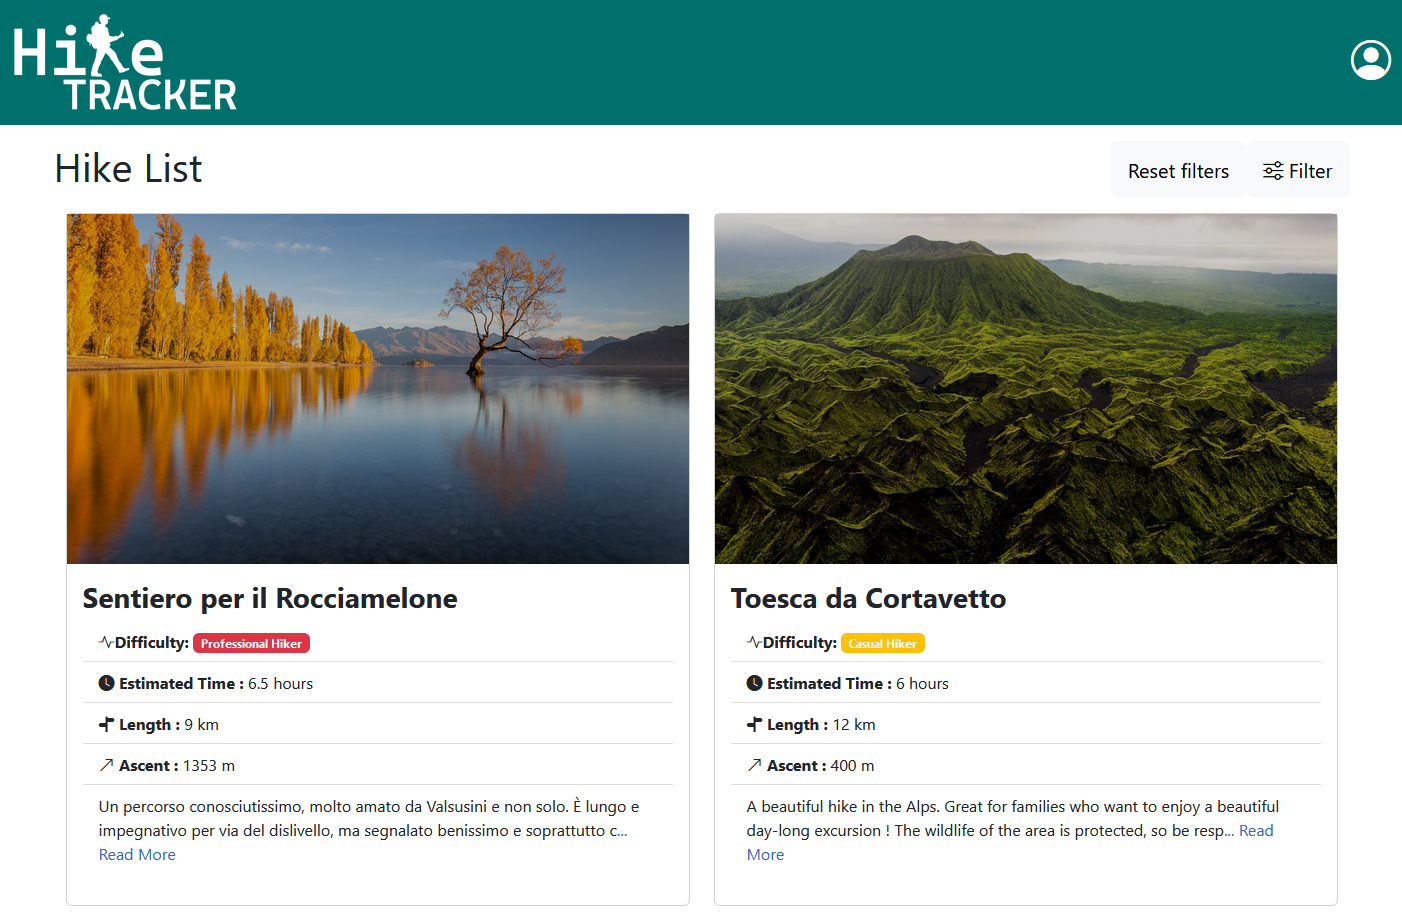 Hike
TRACKER
Hike List
Reset filters
Filter
Sentiero per il Rocciamelone
Difficulty: Professional Hiker
Estimated Time : 6.5 hours
Length : 9 km
Ascent : 1353 m
Un percorso conosciutissimo, molto amato da Valsusini e non solo. È lungo e
impegnativo per via del dislivello, ma segnalato benissimo e soprattutto c...
Read More
Toesca da Cortavetto
Difficulty: Casual Hiker
Estimated Time : 6 hours
Length : 12 km
Ascent : 400 m
A beautiful hike in the Alps. Great for families who want to enjoy a beautiful
day-long excursion ! The wildlife of the area is protected, so be resp... Read
More